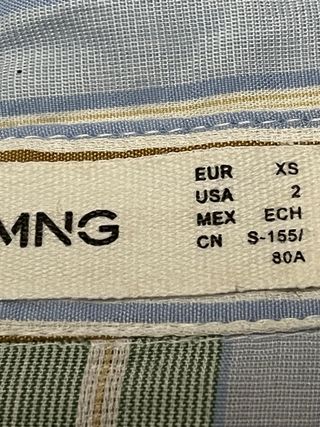 MNG
EUR XS
USA 2
MEX ECH
CN S-155/
80A